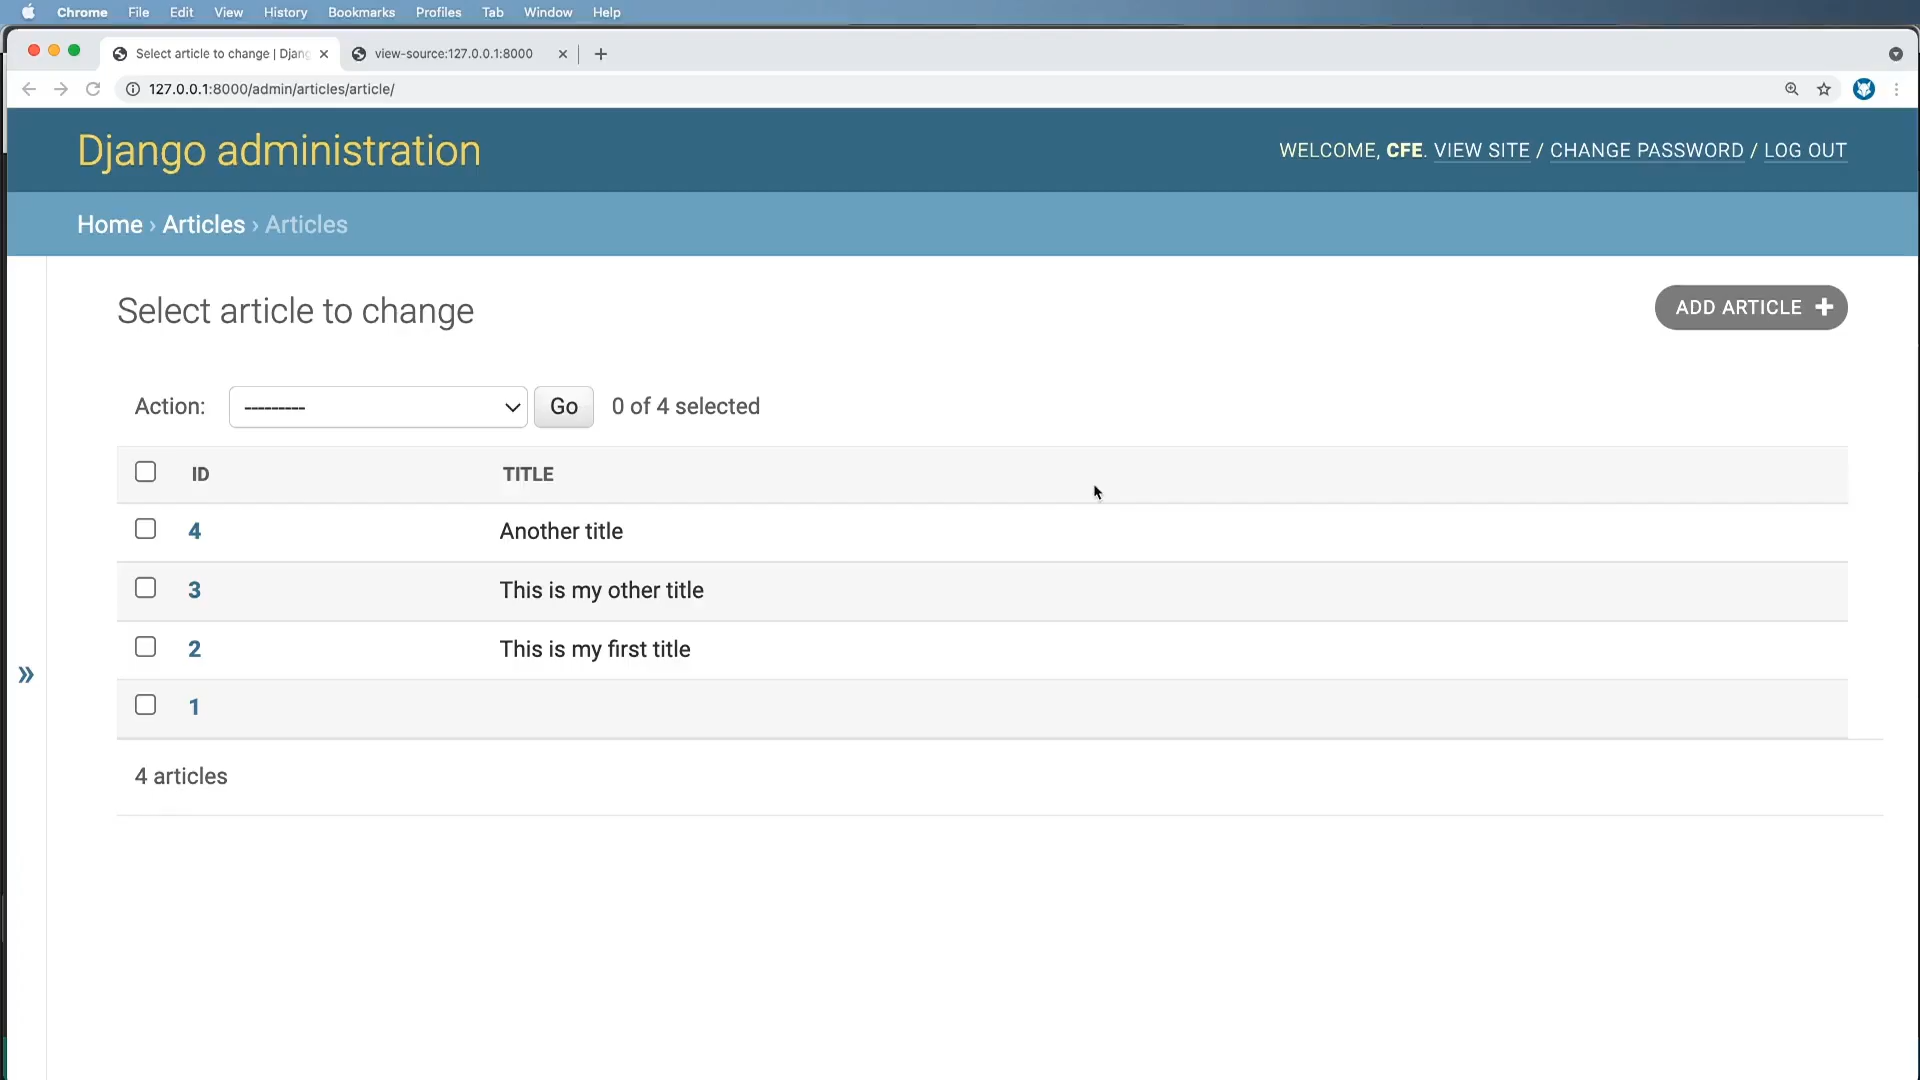 Chrome File Edit View History Bookmarks Profiles Tab Window Help
Select article to change | Djang view-source:127.0.0.1:8000
127.0.0.1:8000/admin/articles/article/
Django administration
WELCOME, CFE. VIEW SITE / CHANGE PASSWORD / LOG OUT
Home › Articles › Articles
Select article to change
ADD ARTICLE +
Action: --------- Go 0 of 4 selected
ID TITLE
4 Another title
3 This is my other title
2 This is my first title
1
4 articles
»